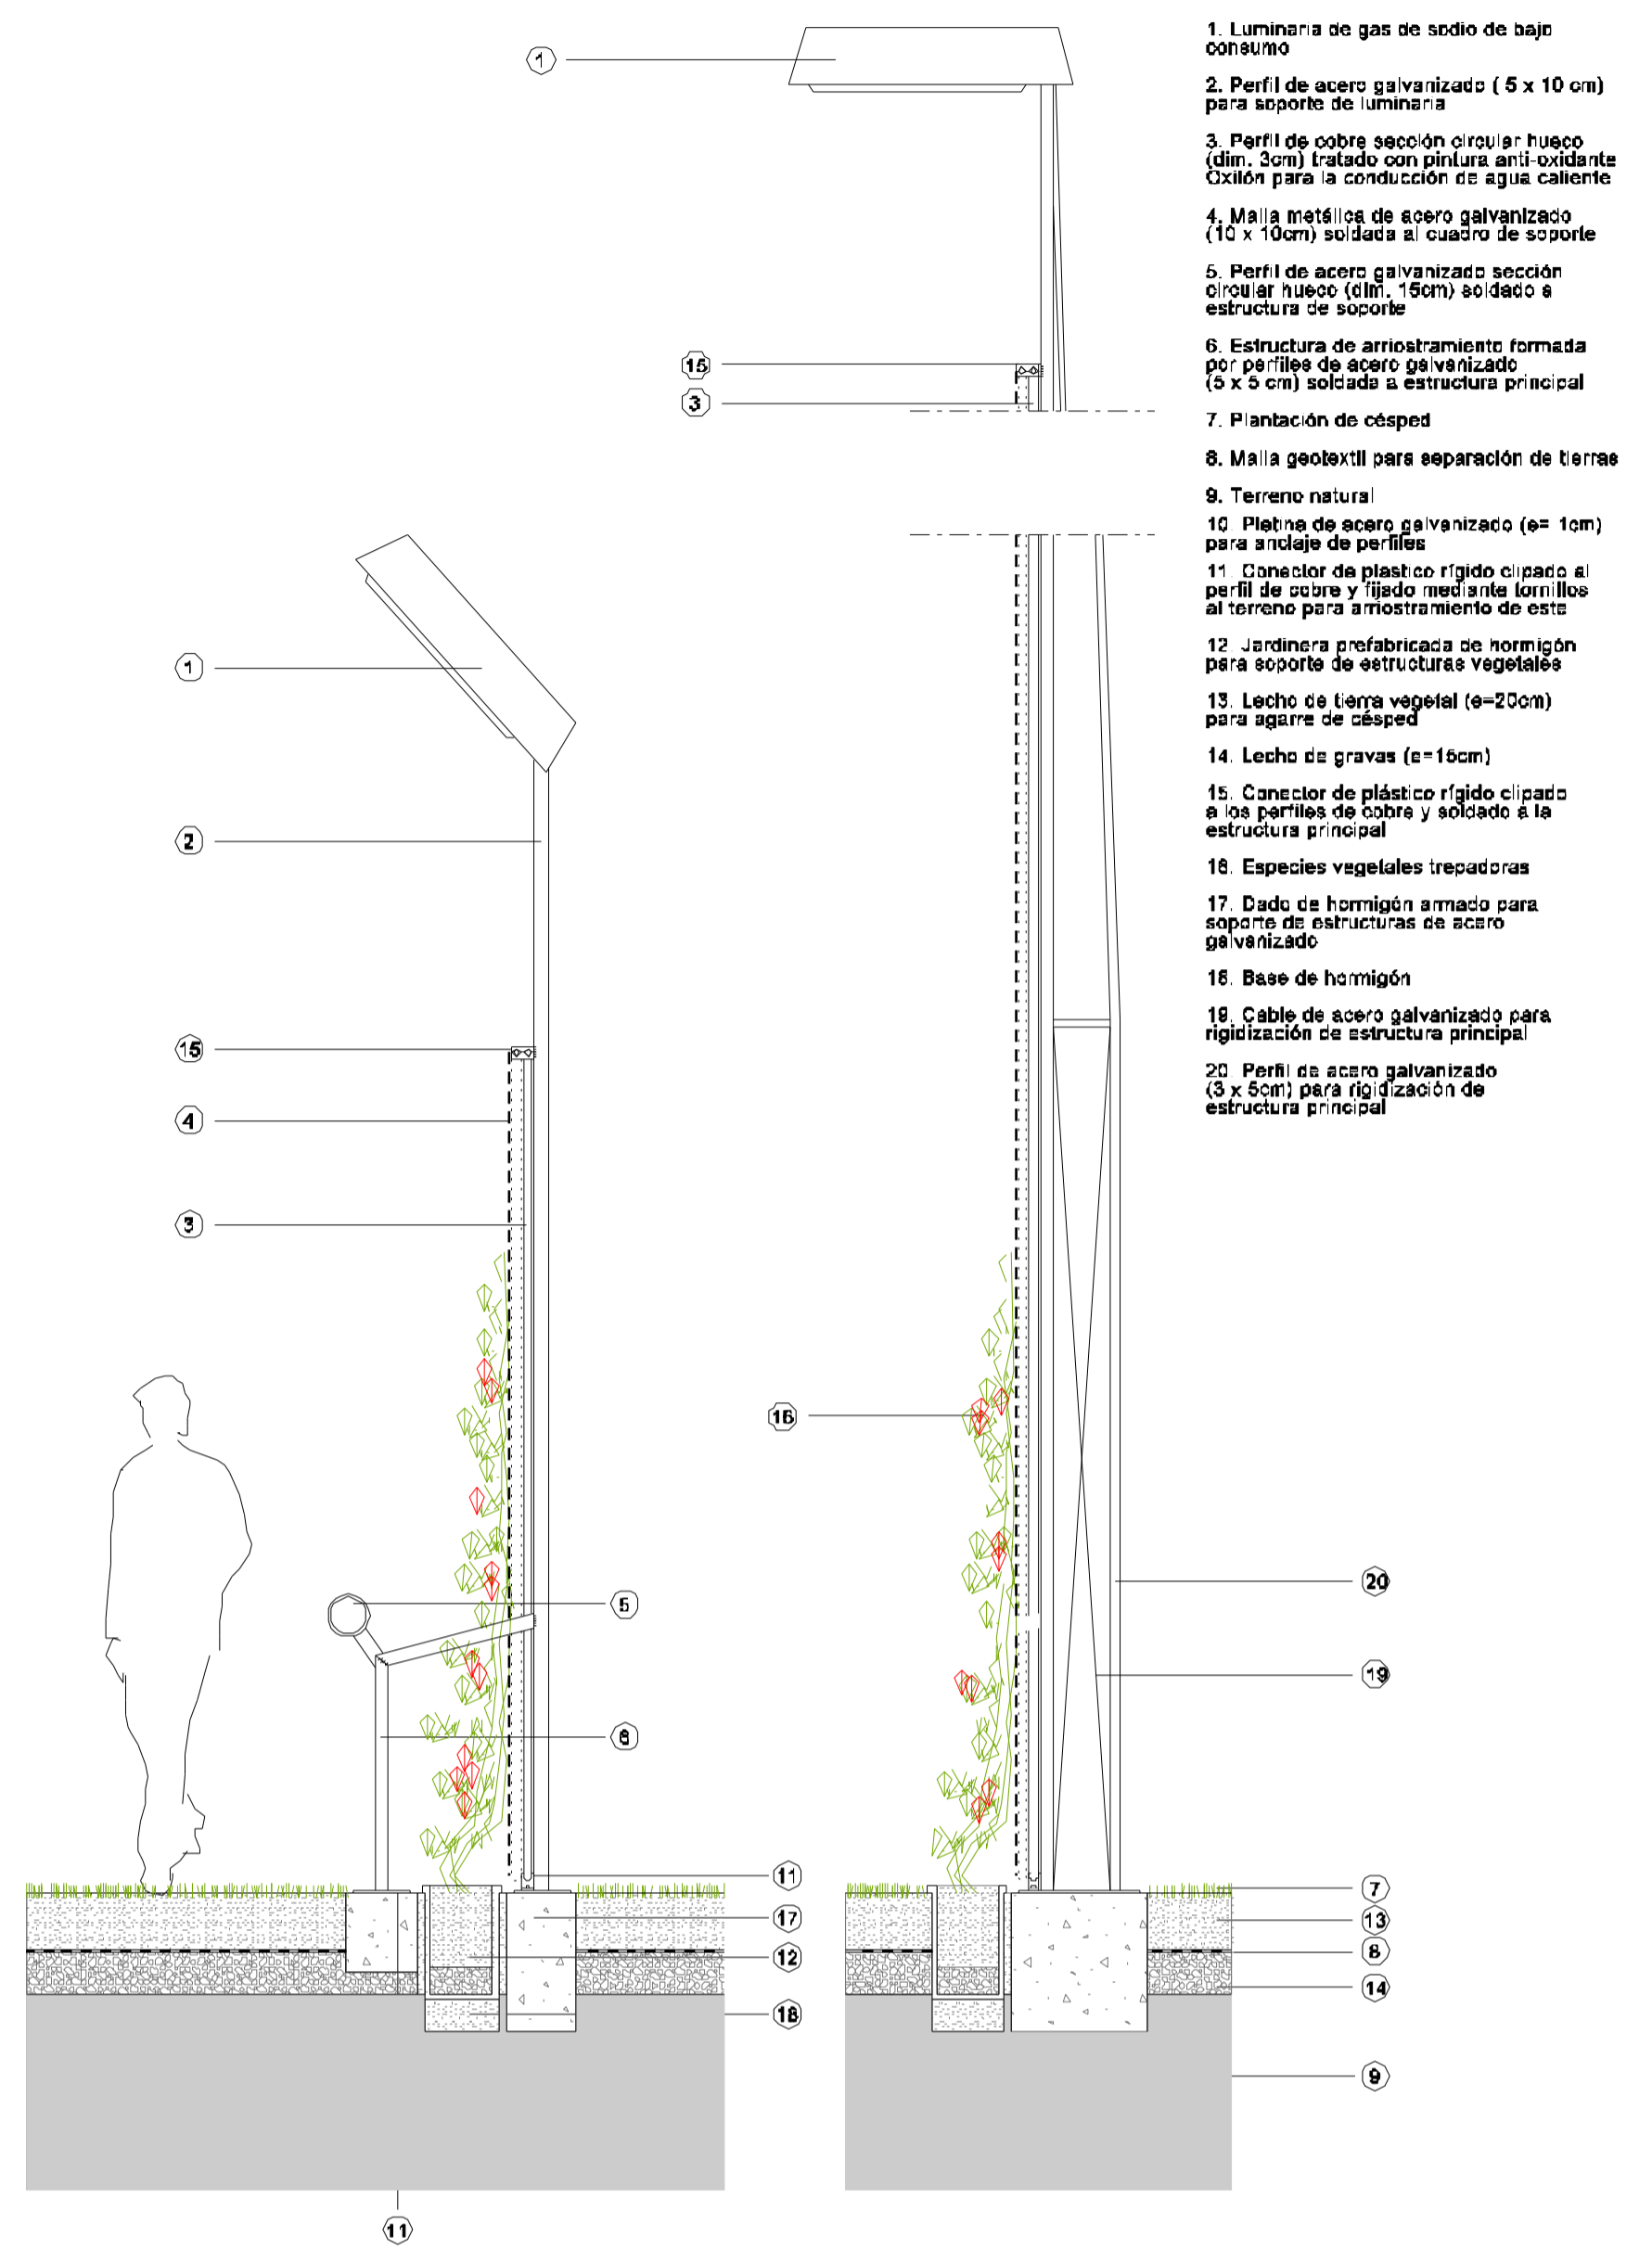 1. Luminaria de gas de sodio de bajo
consumo
2. Perfil de acero galvanizado ( 5 x 10 cm)
para soporte de luminaria
3. Perfil de cobre sección circular hueco
(dim. 3cm) tratado con pintura anti-oxidante
Oxilón para la conducción de agua caliente
4. Malla metálica de acero galvanizado
(10 x 10cm) soldada al cuadro de soporte
5. Perfil de acero galvanizado sección
circular hueco (dim. 15cm) soldado a
estructura de soporte
6. Estructura de arriostramiento formada
por perfiles de acero galvanizado
(5 x 5 cm) soldada a estructura principal
7. Plantación de césped
8. Malla geotextil para separación de tierras
9. Terreno natural
10. Pletina de acero galvanizado (e= 1cm)
para anclaje de perfiles
11. Conector de plastico rígido clipado al
perfil de cobre y fijado mediante tornillos
al terreno para arriostramiento de este
12. Jardinera prefabricada de hormigón
para soporte de estructuras vegetales
13. Lecho de tierra vegetal (e=20cm)
para agarre de césped
14. Lecho de gravas (e=15cm)
15. Conector de plástico rígido clipado
a los perfiles de cobre y soldado a la
estructura principal
16. Especies vegetales trepadoras
17. Dado de hormigón armado para
soporte de estructuras de acero
galvanizado
18. Base de hormigón
19. Cable de acero galvanizado para
rigidización de estructura principal
20. Perfil de acero galvanizado
(3 x 5cm) para rigidización de
estructura principal
1
15
3
1
2
15
4
3
16
5
20
19
6
11
7
17
13
12
8
14
18
9
11